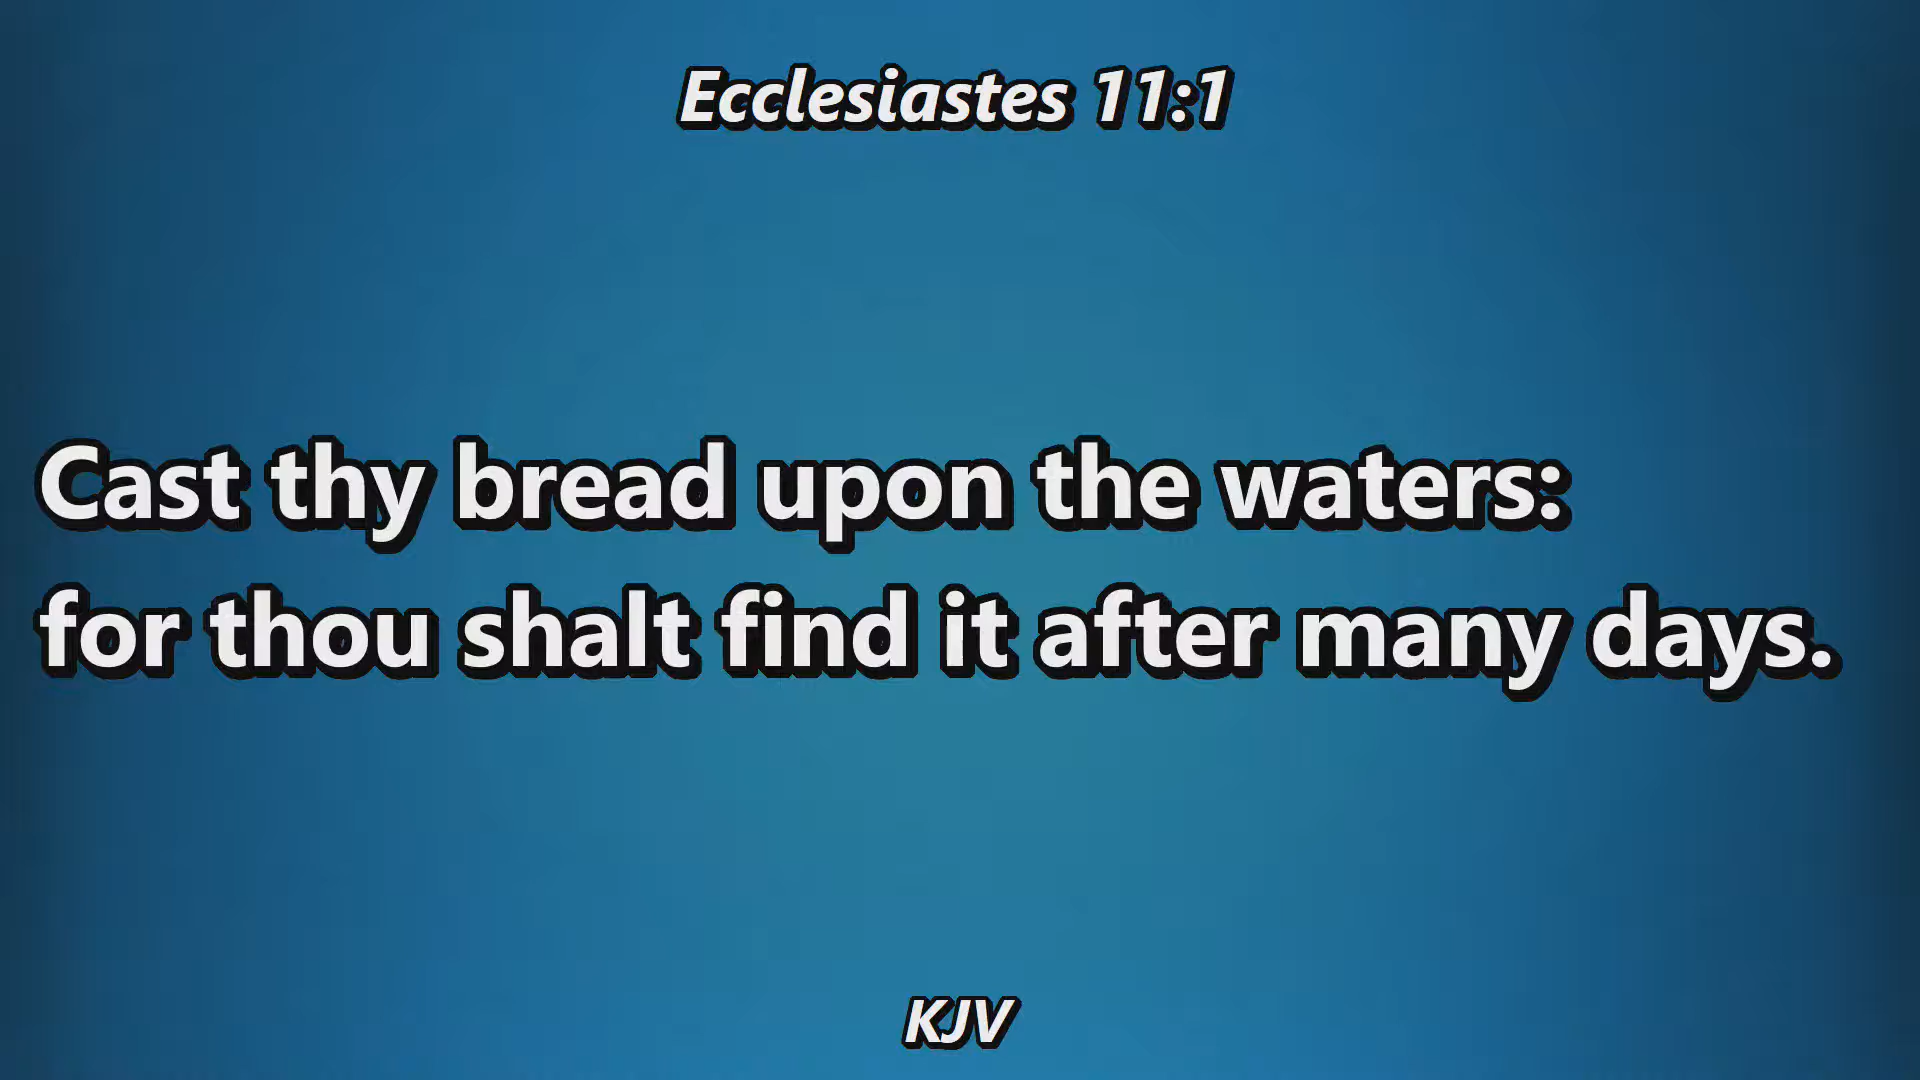 Ecclesiastes 11:1
Cast thy bread upon the waters:
for thou shalt find it after many days.
KJV